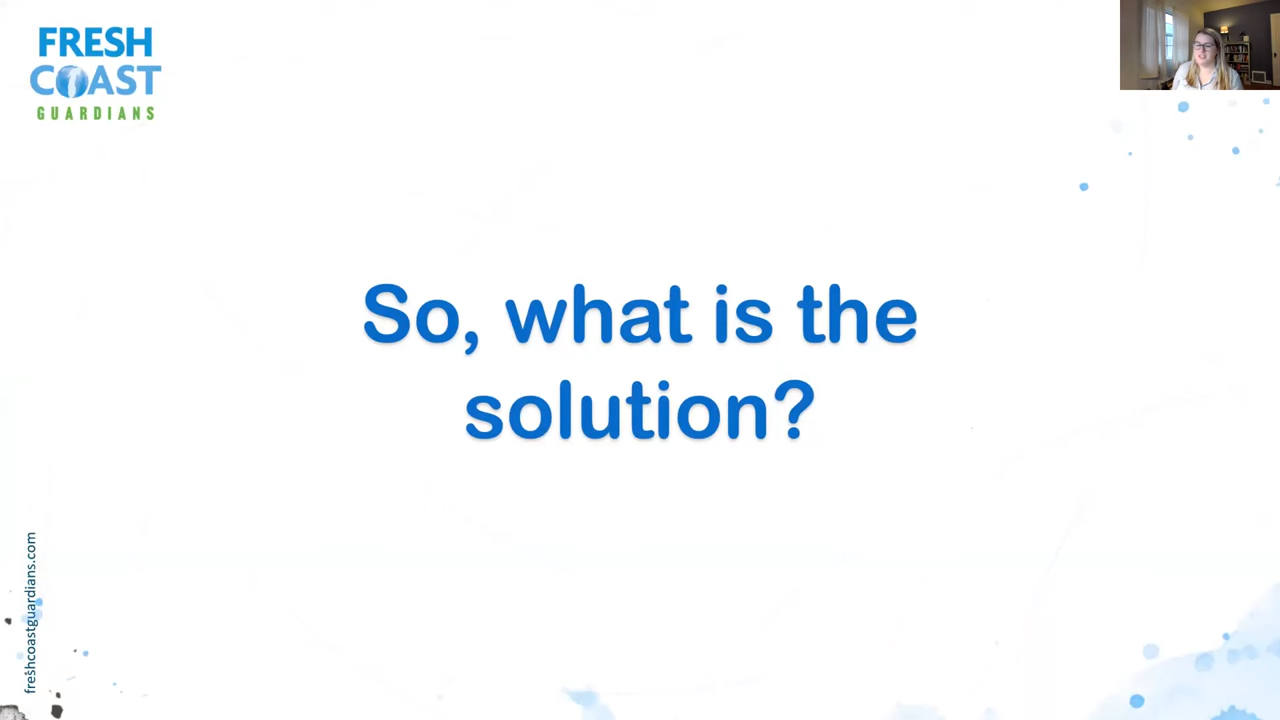 FRESH
COAST
GUARDIANS
So, what is the
solution?
freshcoastguardians.com